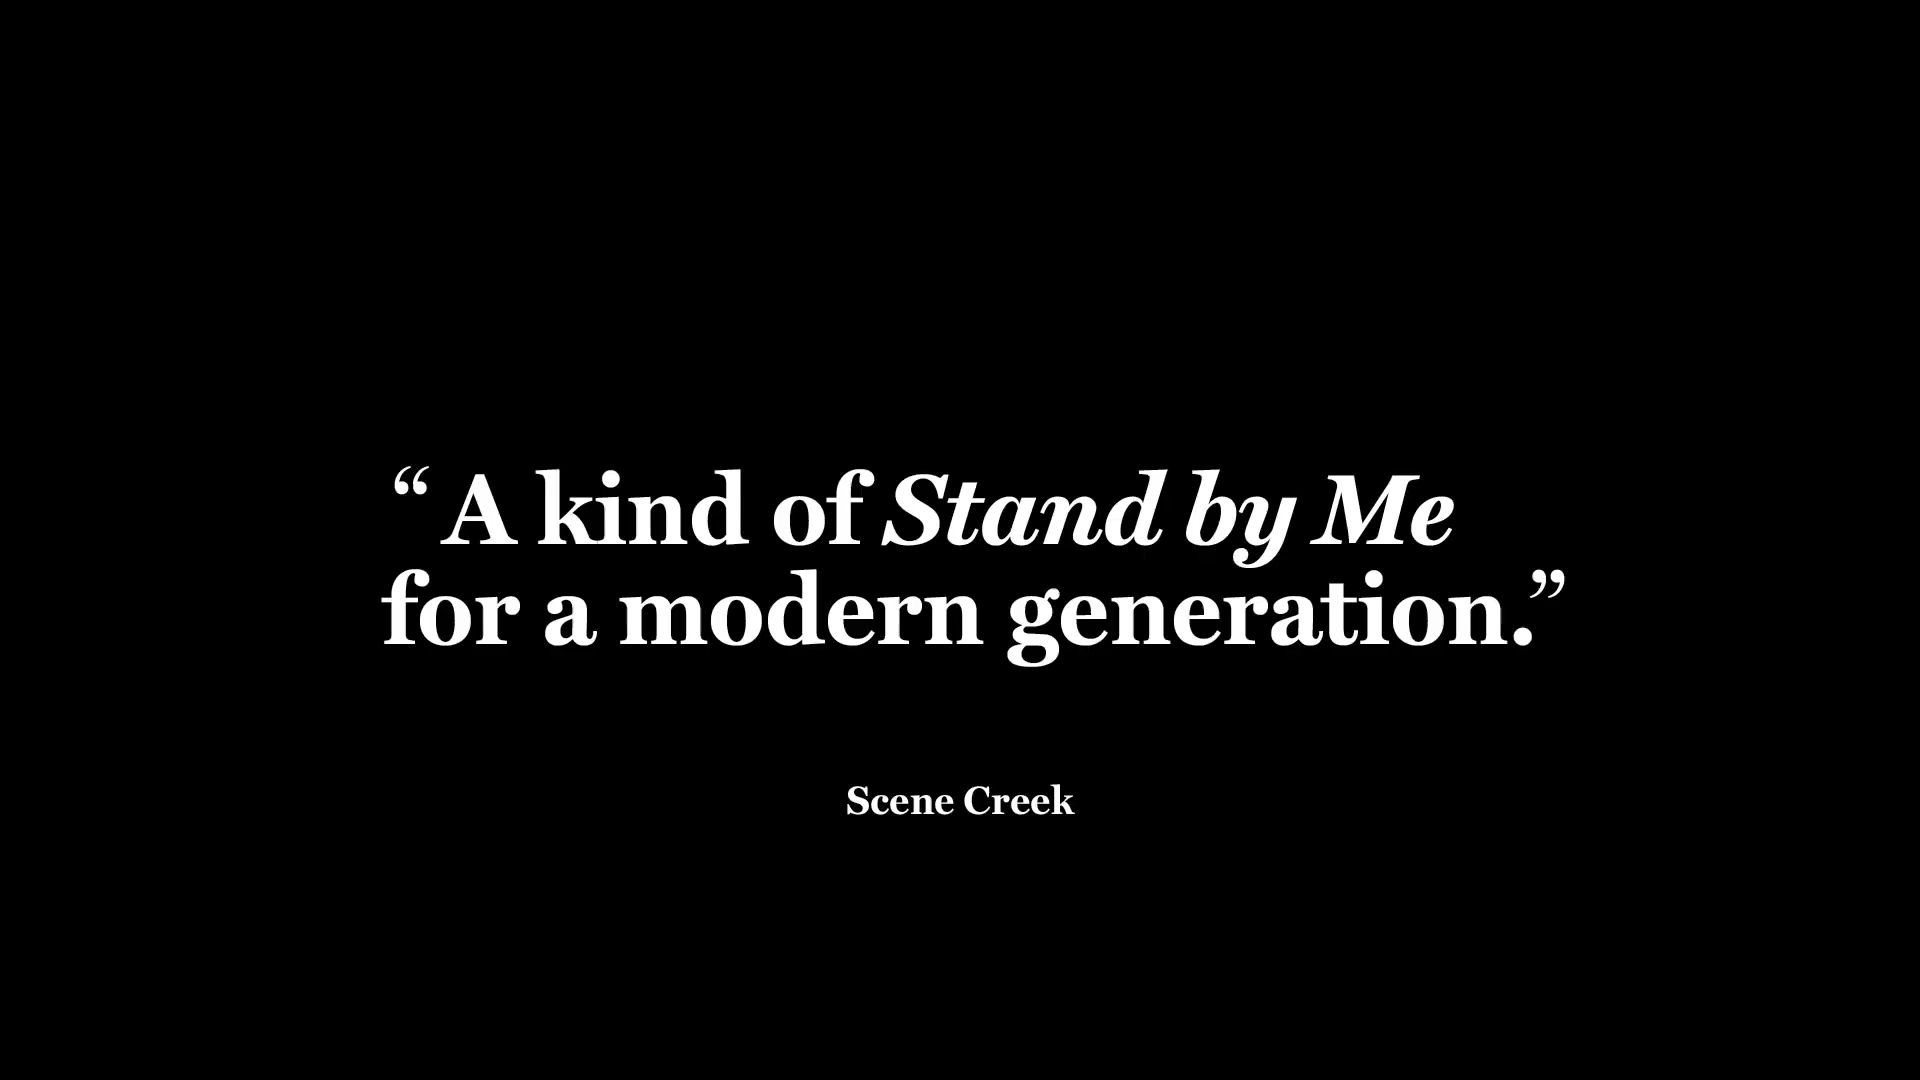 “A kind of Stand by Me
for a modern generation.”
Scene Creek